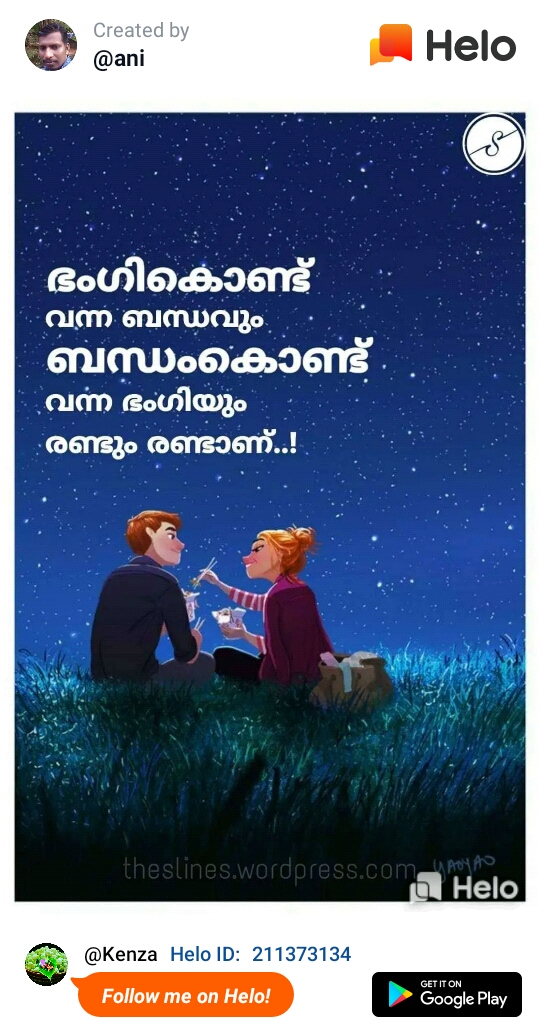 Created by
@ani
Helo
S
ഭംഗികൊണ്ട്
വന്ന ബന്ധവും
ബന്ധംകൊണ്ട്
വന്ന ഭംഗിയും
രണ്ടും രണ്ടാണ്..!
theslines.wordpress.com
YAOYAO
Helo
@Kenza Helo ID: 211373134
Follow me on Helo!
GET IT ON
Google Play